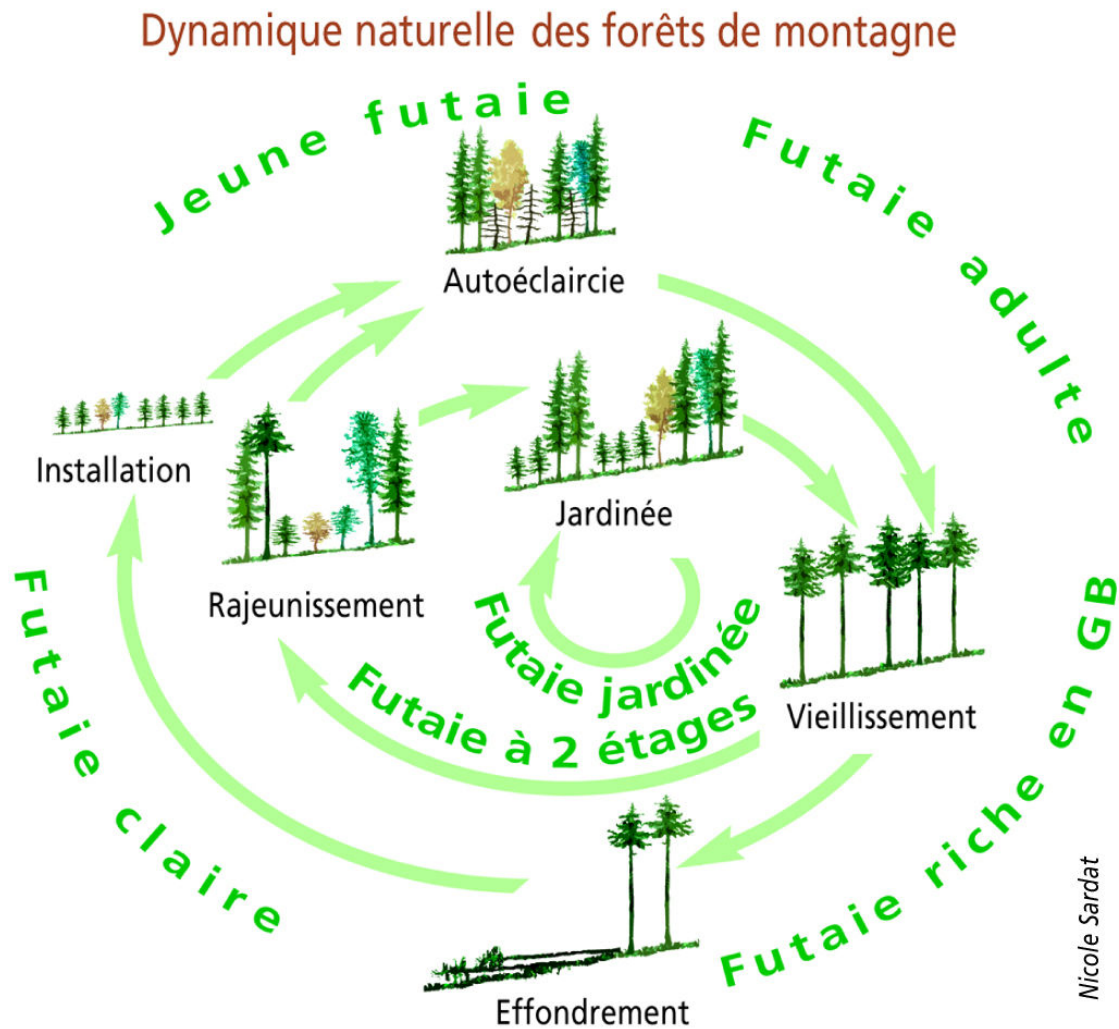 Dynamique naturelle des forêts de montagne
Jeune futaie
Futaie adulte
Autoéclaircie
Installation
Rajeunissement
Jardinée
Futaie jardinée
Futaie à 2 étages
Vieillissement
Futaie claire
Futaie riche en GB
Effondrement
Nicole Sardat